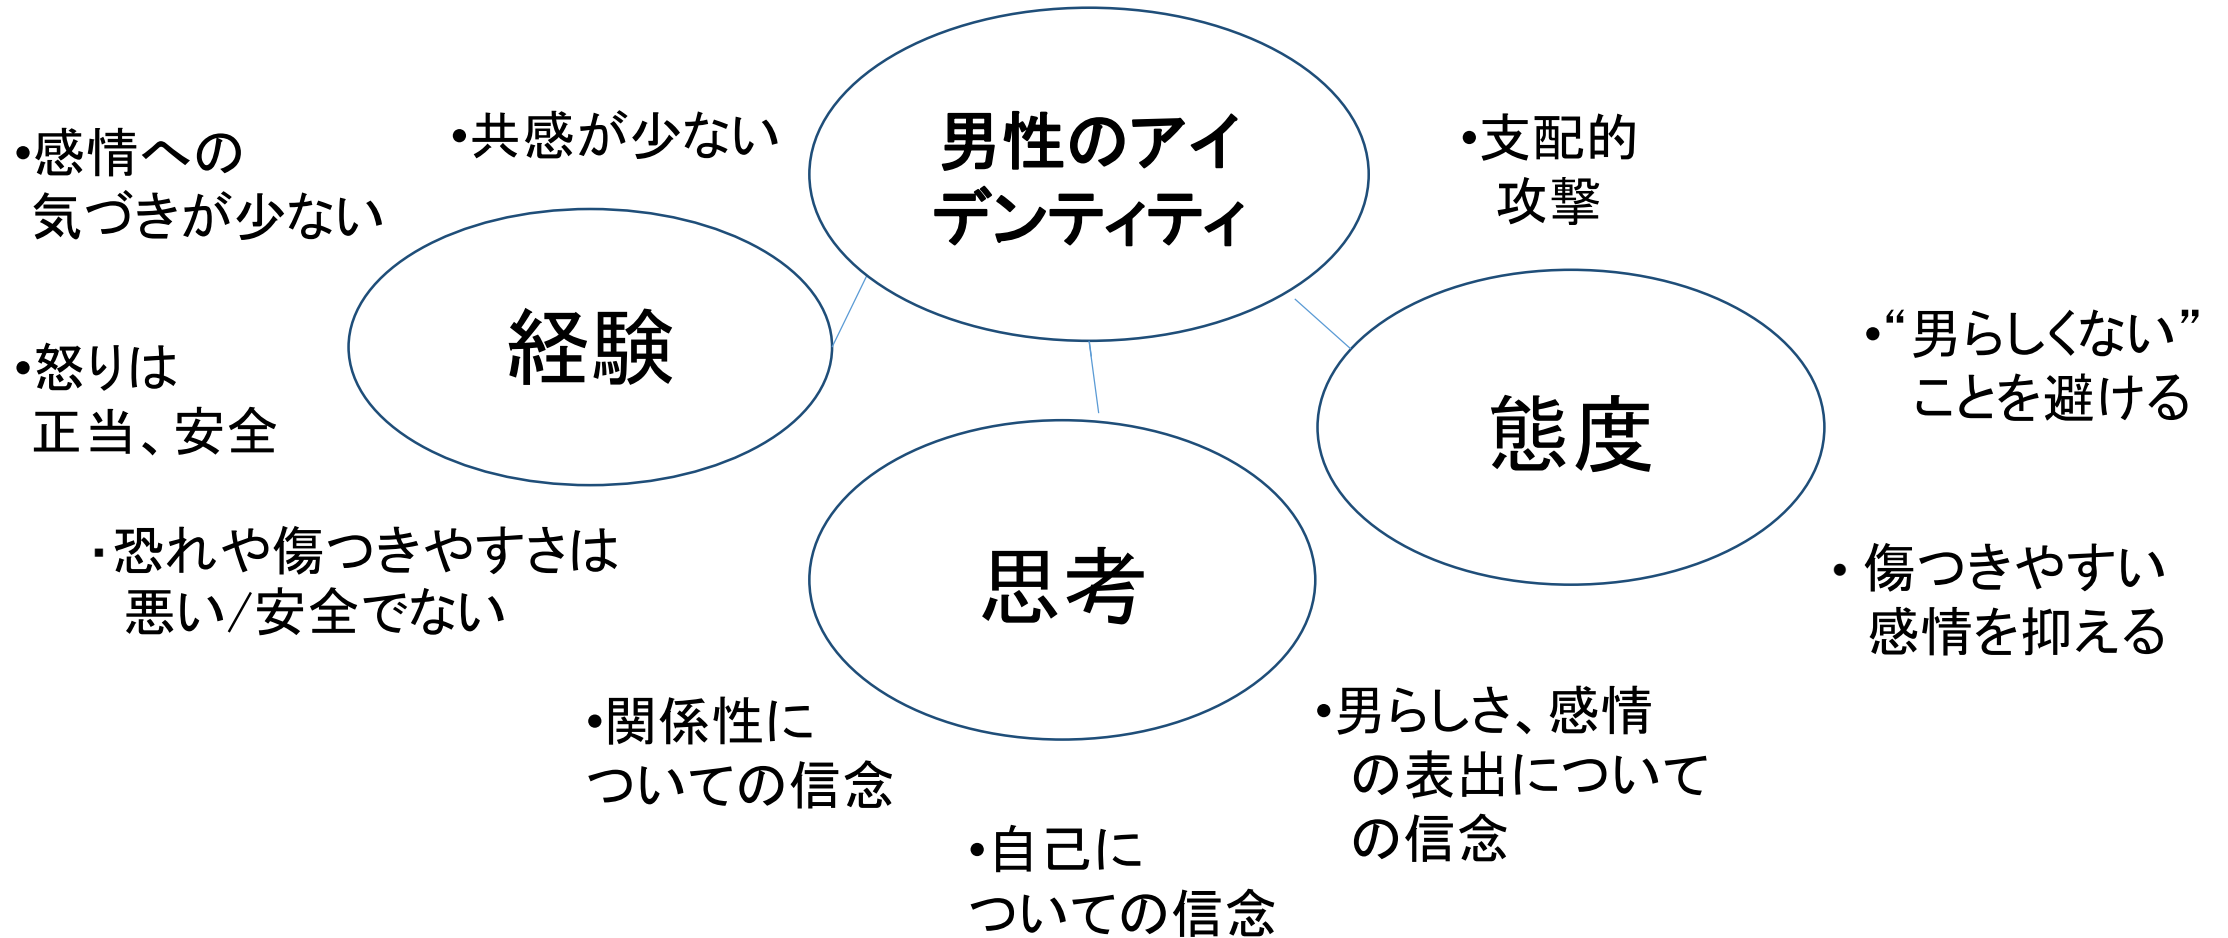 男性のアイ
デンティティ
•共感が少ない
•感情への
気づきが少ない
経験
•怒りは
正当、安全
・恐れや傷つきやすさは
悪い/安全でない
•支配的
攻撃
態度
•“男らしくない”
ことを避ける
• 傷つきやすい
感情を抑える
思考
•関係性に
ついての信念
•自己に
ついての信念
•男らしさ、感情
の表出について
の信念